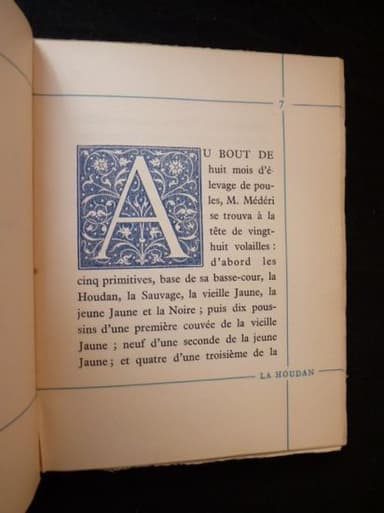 7
AU BOUT DE
huit mois d'é-
levage de pou-
les, M. Médéri
se trouva à la
tête de vingt-
huit volailles :
d'abord les
cinq primitives, base de sa basse-cour, la
Houdan, la Sauvage, la vieille Jaune, la
jeune Jaune et la Noire ; puis dix pous-
sins d'une première couvée de la vieille
Jaune ; neuf d'une seconde de la jeune
Jaune ; et quatre d'une troisième de la
LA HOUDAN